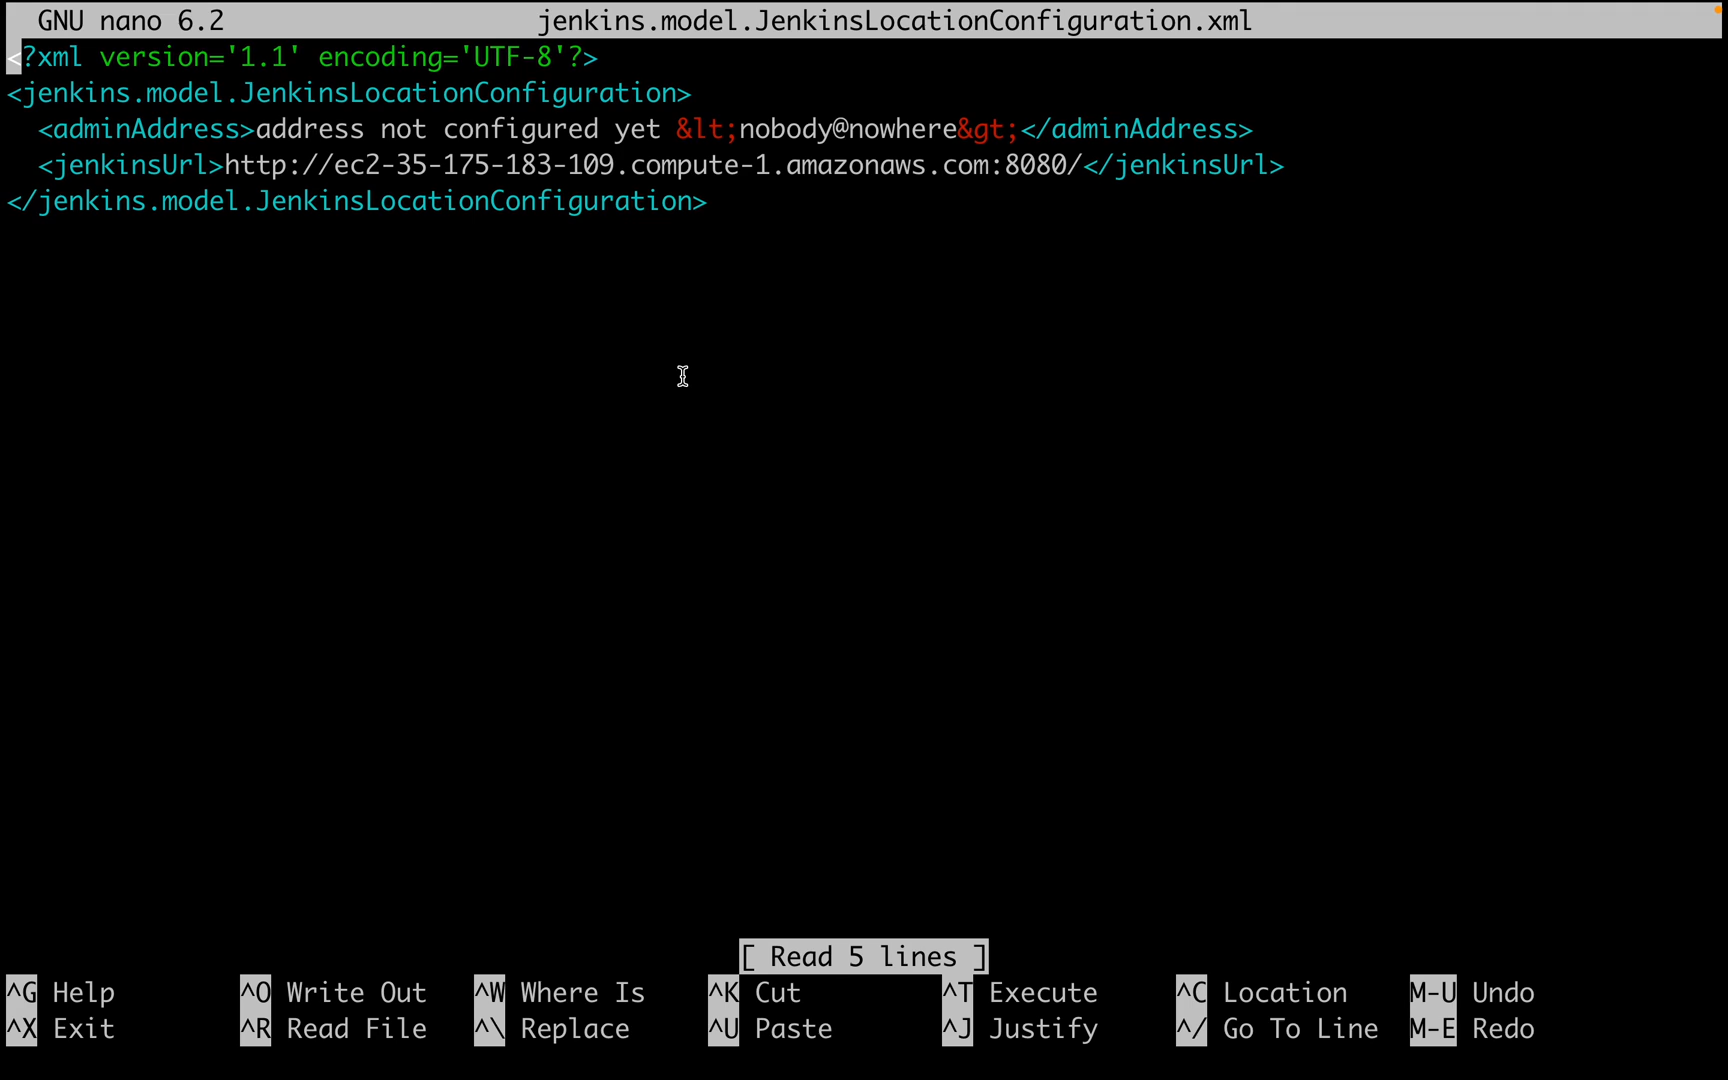 GNU nano 6.2 jenkins.model.JenkinsLocationConfiguration.xml
<?xml version='1.1' encoding='UTF-8'?>
<jenkins.model.JenkinsLocationConfiguration>
  <adminAddress>address not configured yet &lt;nobody@nowhere&gt;</adminAddress>
  <jenkinsUrl>http://ec2-35-175-183-109.compute-1.amazonaws.com:8080/</jenkinsUrl>
</jenkins.model.JenkinsLocationConfiguration>
[ Read 5 lines ]
^G Help ^O Write Out ^W Where Is ^K Cut ^T Execute ^C Location M-U Undo
^X Exit ^R Read File ^\ Replace ^U Paste ^J Justify ^/ Go To Line M-E Redo